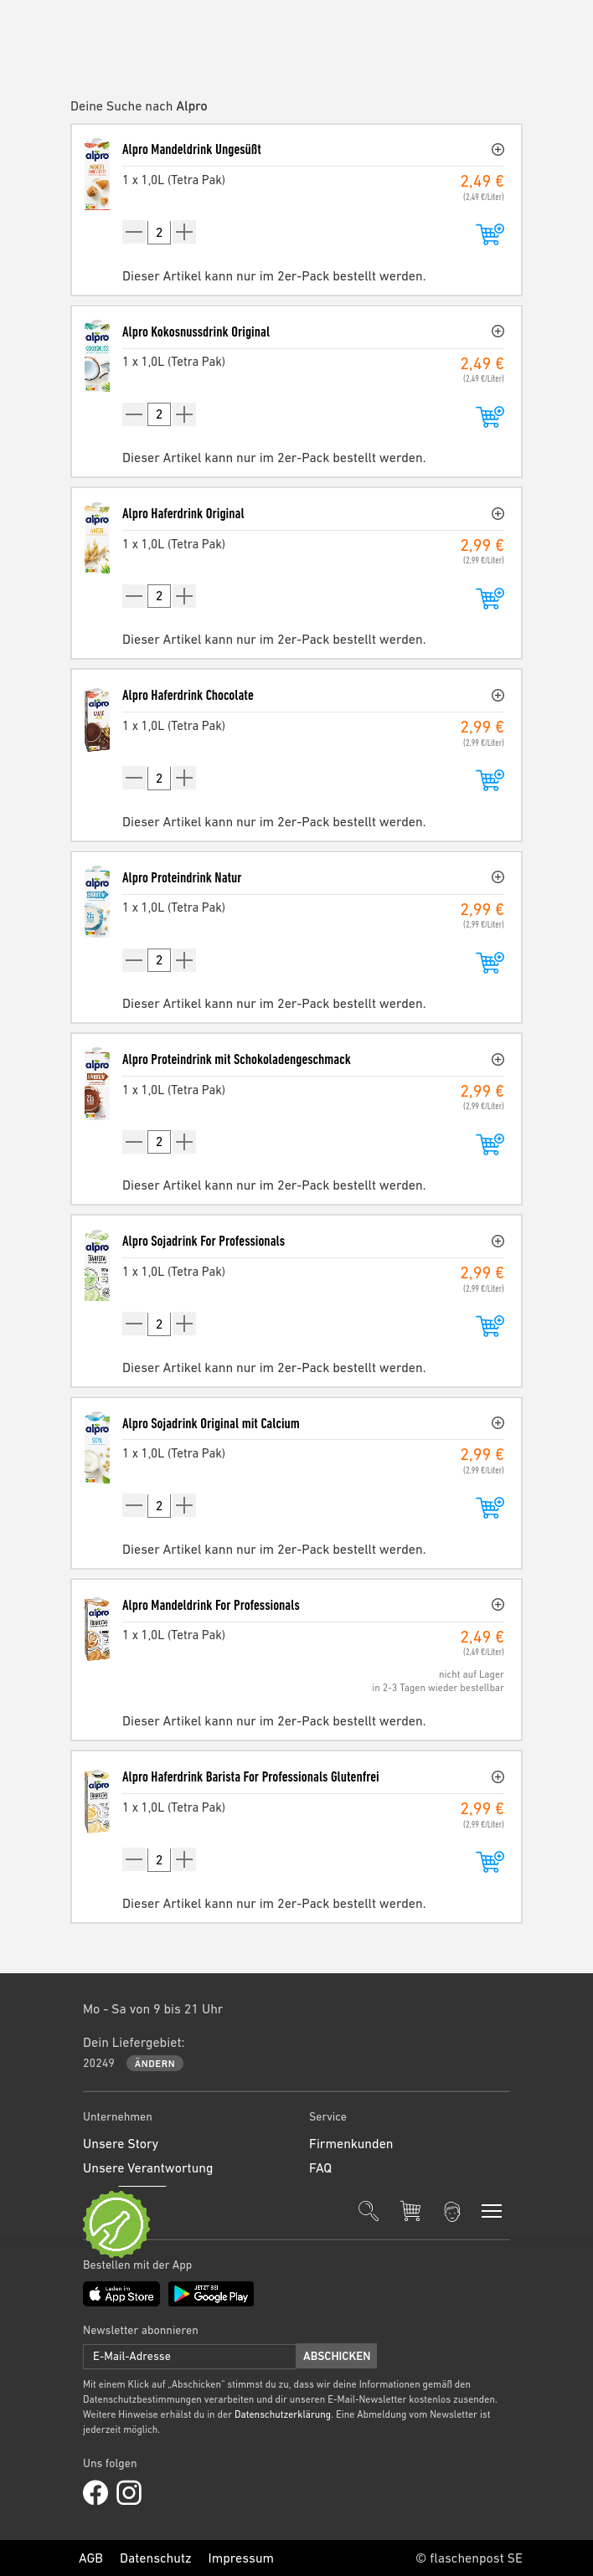 Deine Suche nach Alpro
alpro
Alpro Mandeldrink Ungesüßt
1 x 1,0L (Tetra Pak)
2,49 €
(2,49 €/Liter)
2
Dieser Artikel kann nur im 2er-Pack bestellt werden.
alpro
Alpro Kokosnussdrink Original
1 x 1,0L (Tetra Pak)
2,49 €
(2,49 €/Liter)
2
Dieser Artikel kann nur im 2er-Pack bestellt werden.
alpro
Alpro Haferdrink Original
1 x 1,0L (Tetra Pak)
2,99 €
(2,99 €/Liter)
2
Dieser Artikel kann nur im 2er-Pack bestellt werden.
alpro
Alpro Haferdrink Chocolate
1 x 1,0L (Tetra Pak)
2,99 €
(2,99 €/Liter)
2
Dieser Artikel kann nur im 2er-Pack bestellt werden.
alpro
Alpro Proteindrink Natur
1 x 1,0L (Tetra Pak)
2,99 €
(2,99 €/Liter)
2
Dieser Artikel kann nur im 2er-Pack bestellt werden.
alpro
Alpro Proteindrink mit Schokoladengeschmack
1 x 1,0L (Tetra Pak)
2,99 €
(2,99 €/Liter)
2
Dieser Artikel kann nur im 2er-Pack bestellt werden.
alpro
Alpro Sojadrink For Professionals
1 x 1,0L (Tetra Pak)
2,99 €
(2,99 €/Liter)
2
Dieser Artikel kann nur im 2er-Pack bestellt werden.
alpro
Alpro Sojadrink Original mit Calcium
1 x 1,0L (Tetra Pak)
2,99 €
(2,99 €/Liter)
2
Dieser Artikel kann nur im 2er-Pack bestellt werden.
alpro
Alpro Mandeldrink For Professionals
1 x 1,0L (Tetra Pak)
2,49 €
(2,49 €/Liter)
nicht auf Lager
in 2-3 Tagen wieder bestellbar
Dieser Artikel kann nur im 2er-Pack bestellt werden.
alpro
Alpro Haferdrink Barista For Professionals Glutenfrei
1 x 1,0L (Tetra Pak)
2,99 €
(2,99 €/Liter)
2
Dieser Artikel kann nur im 2er-Pack bestellt werden.
Mo - Sa von 9 bis 21 Uhr
Dein Liefergebiet:
20249 ÄNDERN
Unternehmen
Unsere Story
Unsere Verantwortung
Service
Firmenkunden
FAQ
Bestellen mit der App
Laden im
App Store
JETZT BEI
Google Play
Newsletter abonnieren
E-Mail-Adresse ABSCHICKEN
Mit einem Klick auf „Abschicken" stimmst du zu, dass wir deine Informationen gemäß den
Datenschutzbestimmungen verarbeiten und dir unseren E-Mail-Newsletter kostenlos zusenden.
Weitere Hinweise erhälst du in der Datenschutzerklärung. Eine Abmeldung vom Newsletter ist
jederzeit möglich.
Uns folgen
AGB Datenschutz Impressum © flaschenpost SE